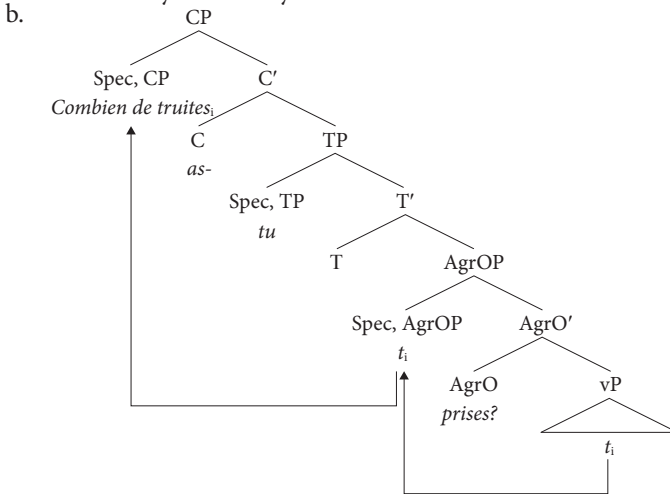 b.
CP
Spec, CP C′
Combien de truitesi
C TP
as-
Spec, TP T′
tu
T AgrOP
Spec, AgrOP AgrO′
ti
AgrO vP
prises?
ti